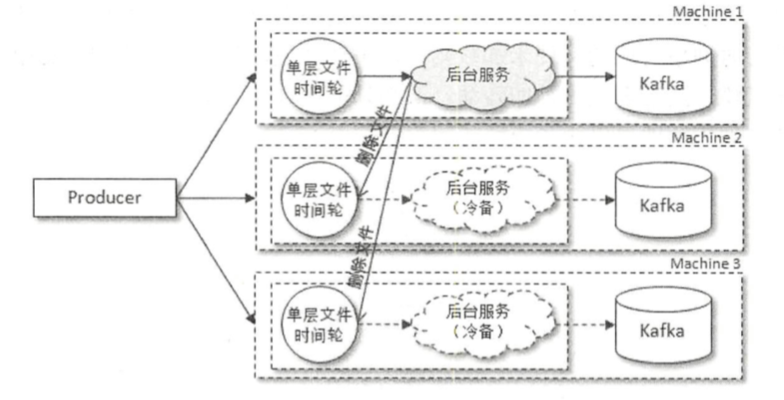 Machine 1
单层文件
时间轮
后台服务
Kafka
删除文件
Machine 2
Producer
单层文件
时间轮
后台服务
（冷备）
Kafka
删除文件
Machine 3
单层文件
时间轮
后台服务
（冷备）
Kafka